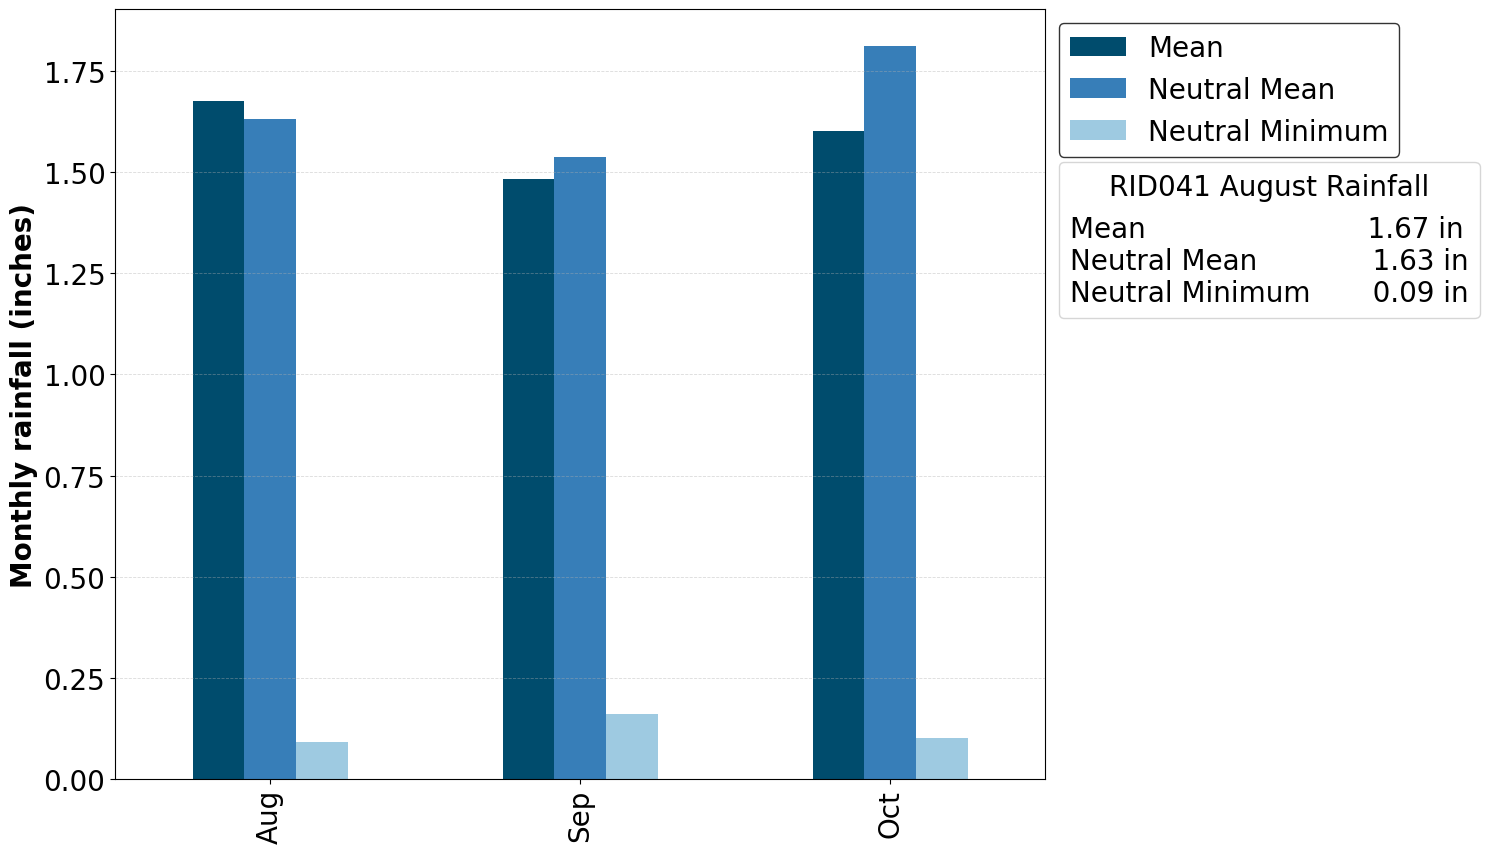 Monthly rainfall (inches)
1.75
1.50
1.25
1.00
0.75
0.50
0.25
0.00
Aug
Sep
Oct
Mean
Neutral Mean
Neutral Minimum
RID041 August Rainfall
Mean 1.67 in
Neutral Mean 1.63 in
Neutral Minimum 0.09 in